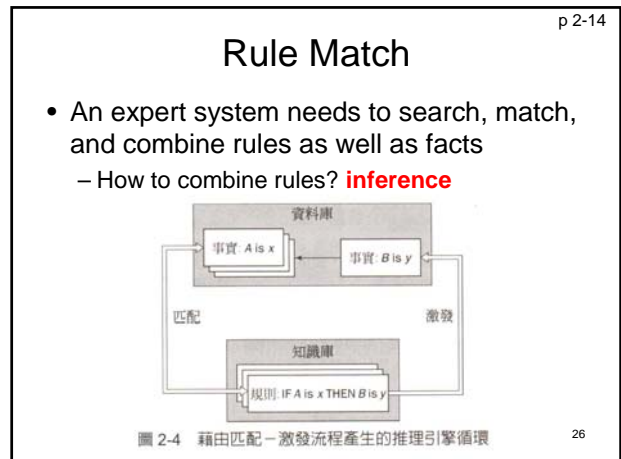 p 2-14
Rule Match
• An expert system needs to search, match,
and combine rules as well as facts
– How to combine rules? inference
資料庫
事實: A is x
事實: B is y
匹配
激發
知識庫
規則: IF A is x THEN B is y
圖 2-4 藉由匹配－激發流程產生的推理引擎循環
26